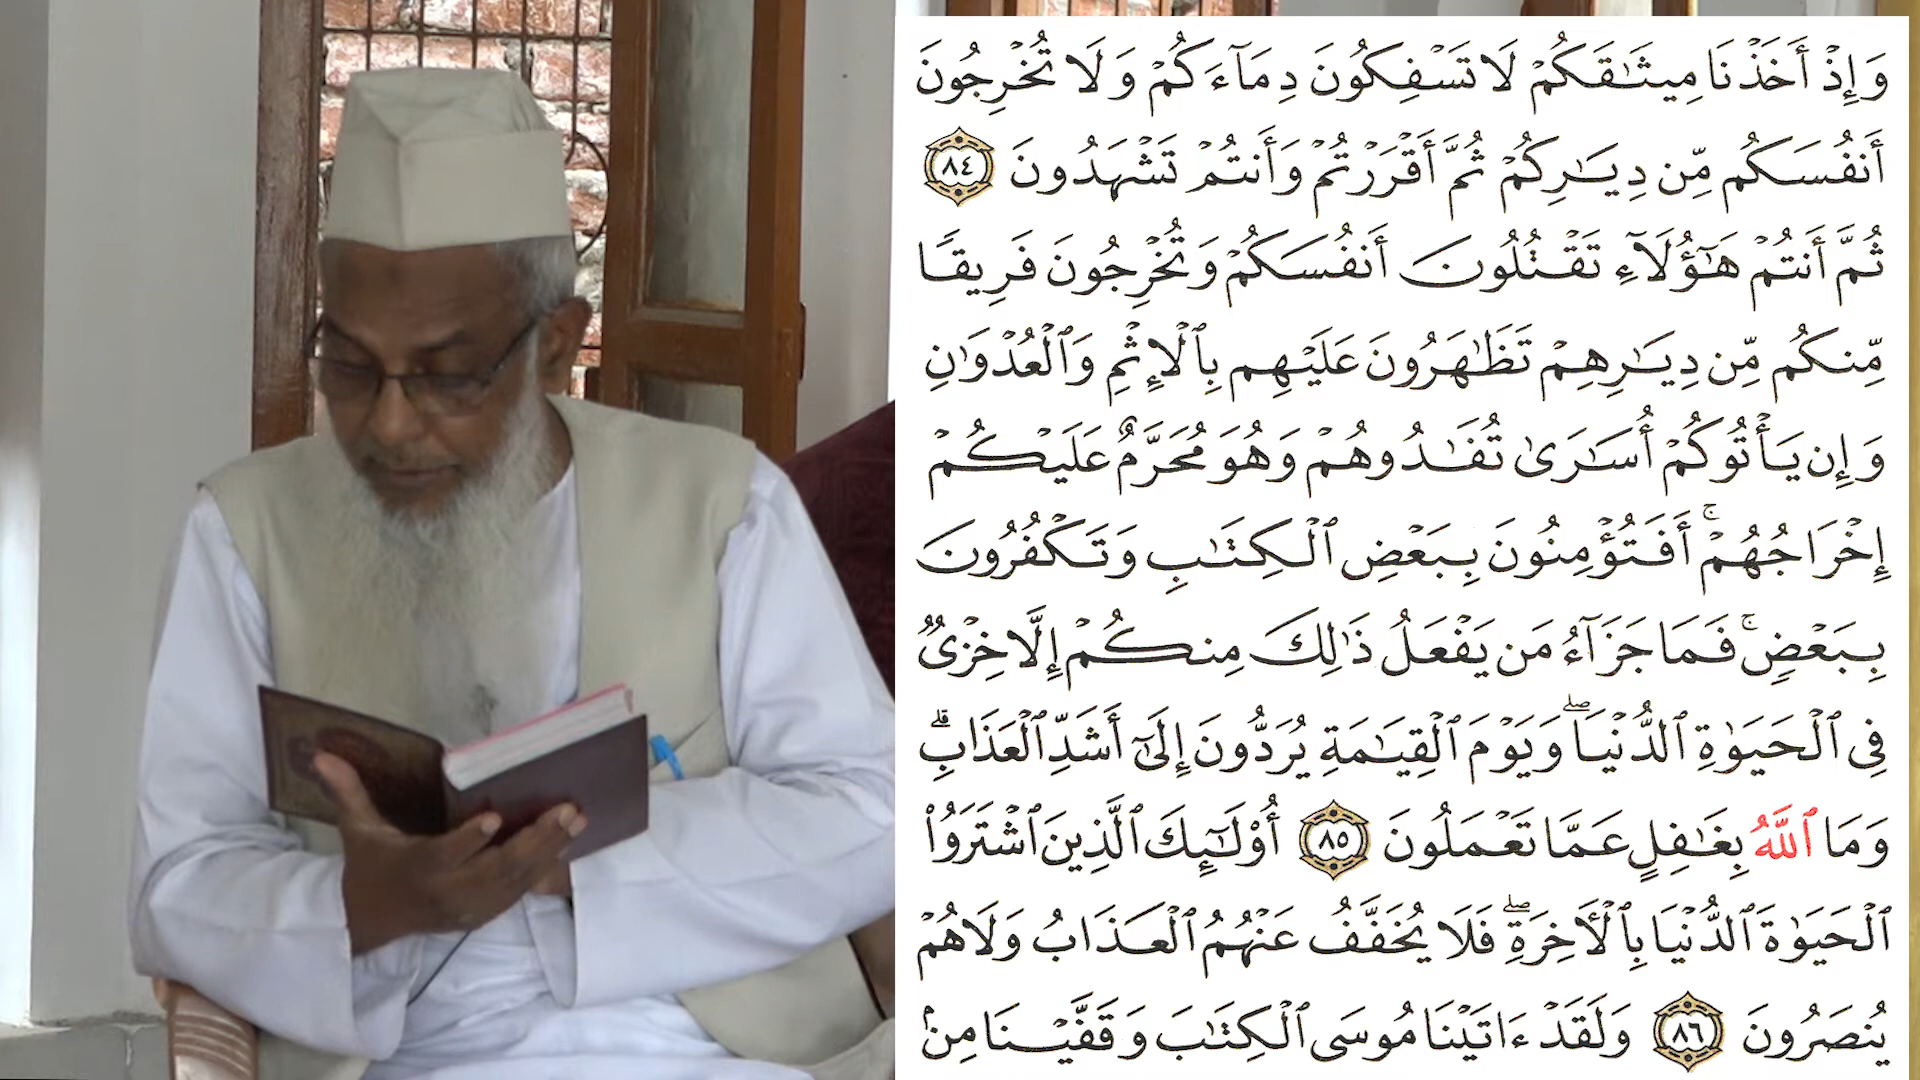 وَإِذْ أَخَذْنَا مِيثَـٰقَكُمْ لَا تَسْفِكُونَ دِمَآءَكُمْ وَلَا تُخْرِجُونَ
أَنفُسَكُم مِّن دِيَـٰرِكُمْ ثُمَّ أَقْرَرْتُمْ وَأَنتُمْ تَشْهَدُونَ ٨٤
ثُمَّ أَنتُمْ هَـٰٓؤُلَآءِ تَقْتُلُونَ أَنفُسَكُمْ وَتُخْرِجُونَ فَرِيقًا
مِّنكُم مِّن دِيَـٰرِهِمْ تَظَـٰهَرُونَ عَلَيْهِم بِٱلْإِثْمِ وَٱلْعُدْوَٰنِ
وَإِن يَأْتُوكُمْ أُسَـٰرَىٰ تُفَـٰدُوهُمْ وَهُوَ مُحَرَّمٌ عَلَيْكُمْ
إِخْرَاجُهُمْ ۚ أَفَتُؤْمِنُونَ بِبَعْضِ ٱلْكِتَـٰبِ وَتَكْفُرُونَ
بِبَعْضٍ ۚ فَمَا جَزَآءُ مَن يَفْعَلُ ذَٰلِكَ مِنكُمْ إِلَّا خِزْىٌ
فِى ٱلْحَيَوٰةِ ٱلدُّنْيَا ۖ وَيَوْمَ ٱلْقِيَـٰمَةِ يُرَدُّونَ إِلَىٰٓ أَشَدِّ ٱلْعَذَابِ ۗ
وَمَا ٱللَّهُ بِغَـٰفِلٍ عَمَّا تَعْمَلُونَ ٨٥ أُو۟لَـٰٓئِكَ ٱلَّذِينَ ٱشْتَرَوُا۟
ٱلْحَيَوٰةَ ٱلدُّنْيَا بِٱلْـَٔاخِرَةِ ۖ فَلَا يُخَفَّفُ عَنْهُمُ ٱلْعَذَابُ وَلَا هُمْ
يُنصَرُونَ ٨٦ وَلَقَدْ ءَاتَيْنَا مُوسَى ٱلْكِتَـٰبَ وَقَفَّيْنَا مِنۢ